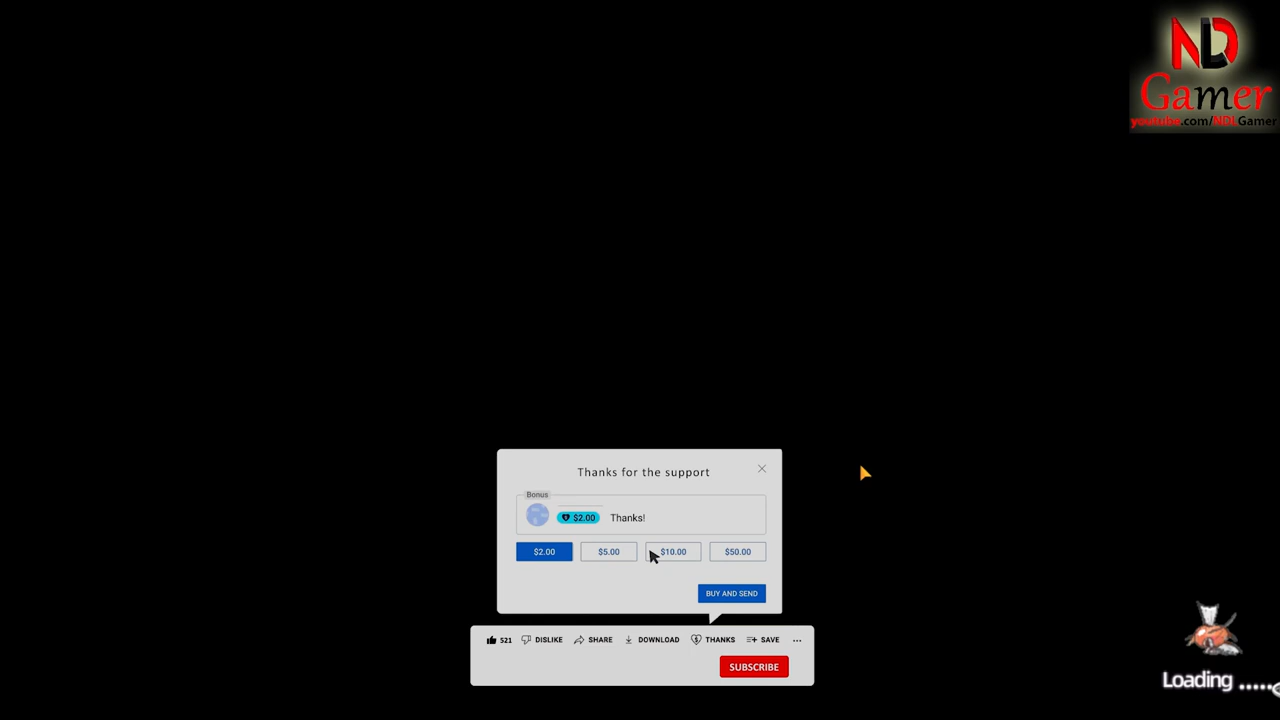 ND
Gamer
youtube.com/NDLGamer
Thanks for the support
Bonus
$2.00 Thanks!
$2.00 $5.00 $10.00 $50.00
BUY AND SEND
521 DISLIKE SHARE DOWNLOAD THANKS SAVE ...
SUBSCRIBE
Loading .....